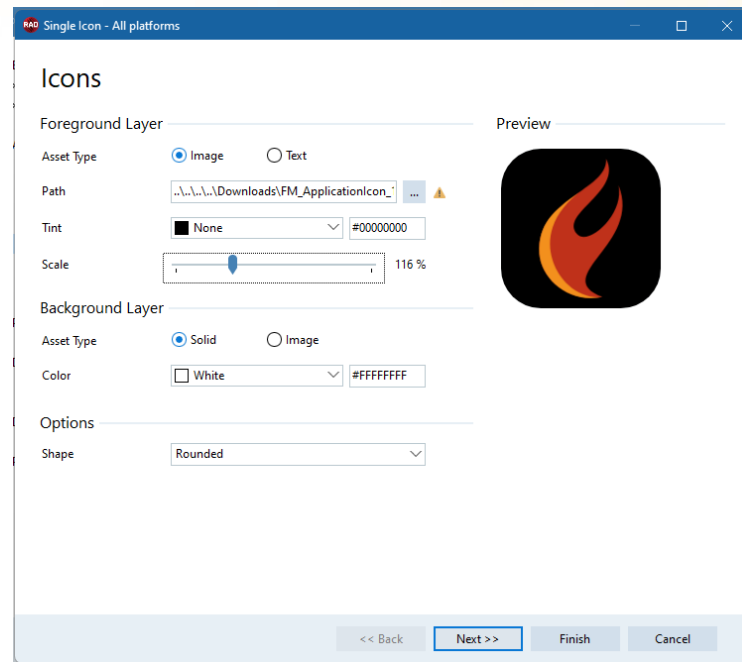 RAD Single Icon - All platforms
Icons
Foreground Layer
Preview
Asset Type Image Text
Path ..\..\..\..\Downloads\FM_ApplicationIcon_ ...
Tint None #00000000
Scale 116 %
Background Layer
Asset Type Solid Image
Color White #FFFFFFFF
Options
Shape Rounded
<< Back Next >> Finish Cancel